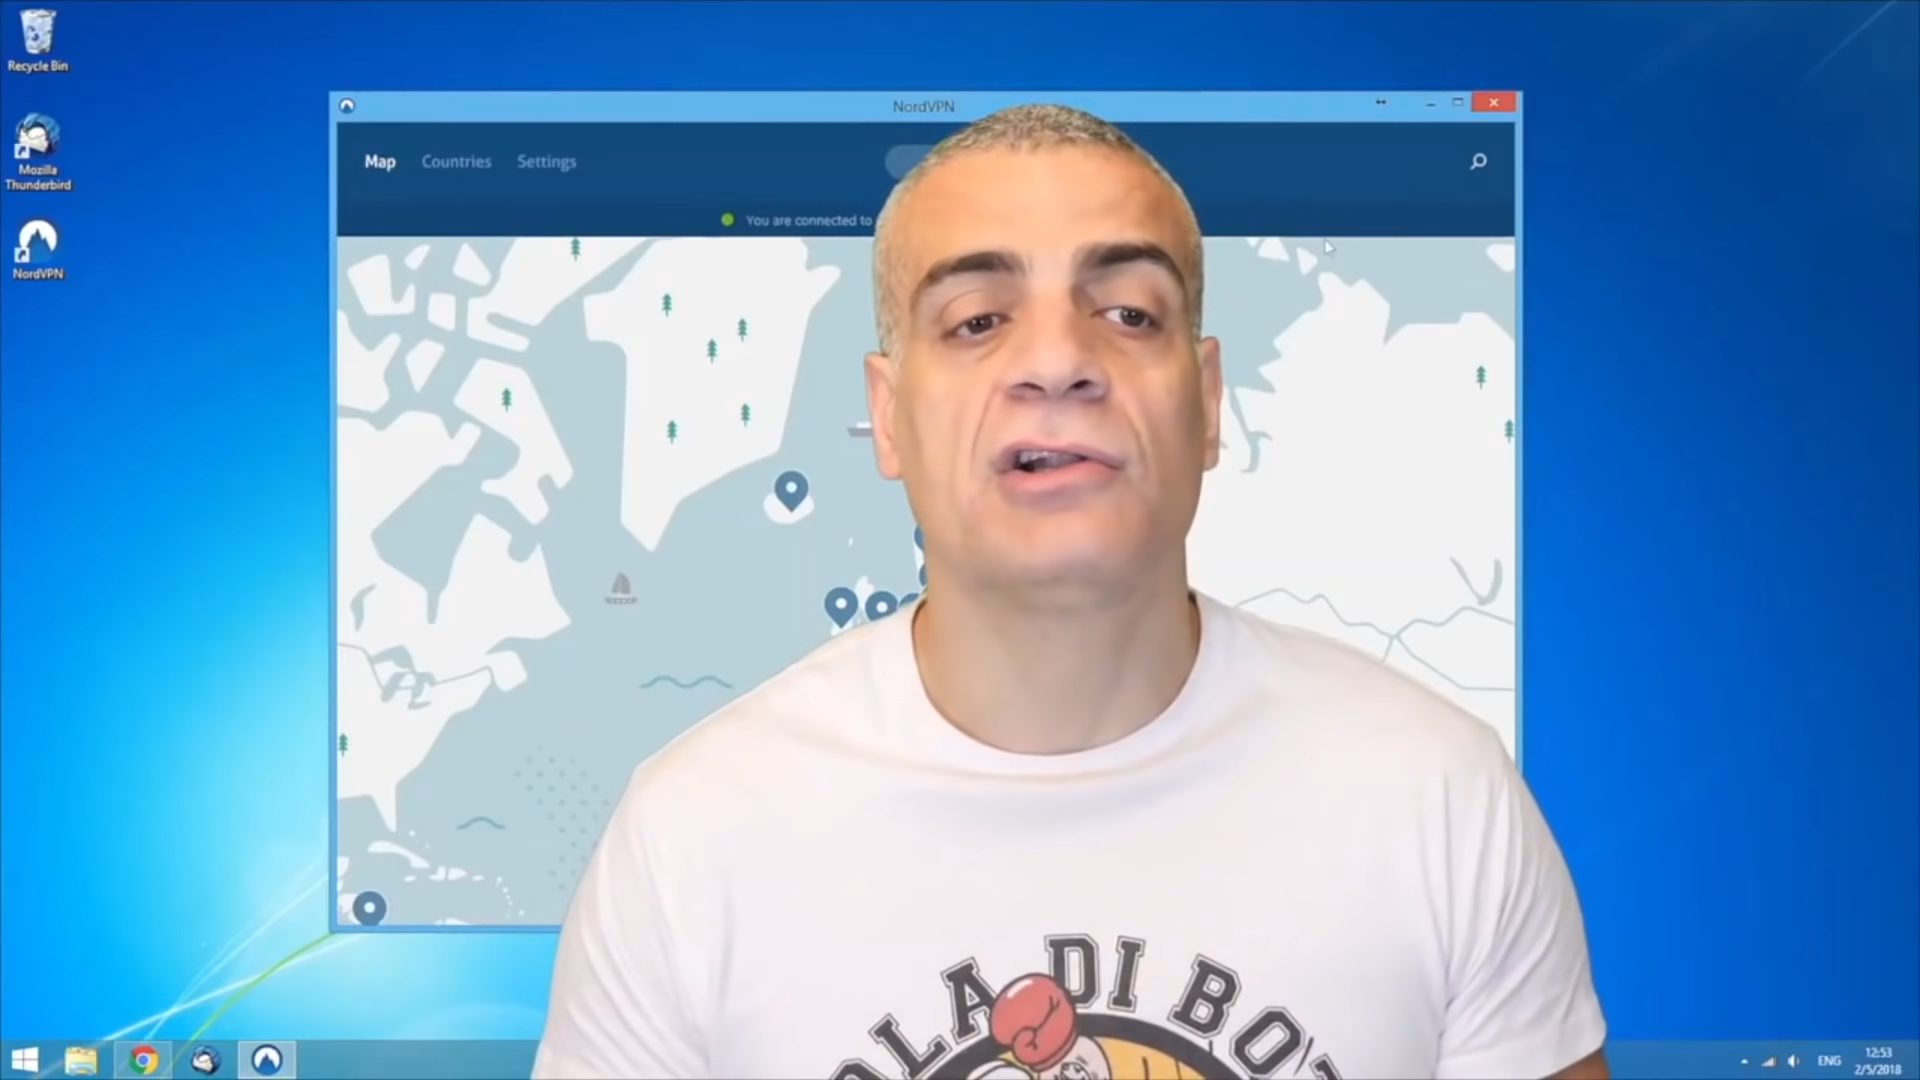 Recycle Bin
Mozilla
Thunderbird
NordVPN
NordVPN
Map Countries Settings
You are connected to
DI
ENG
12:53
2/5/2018